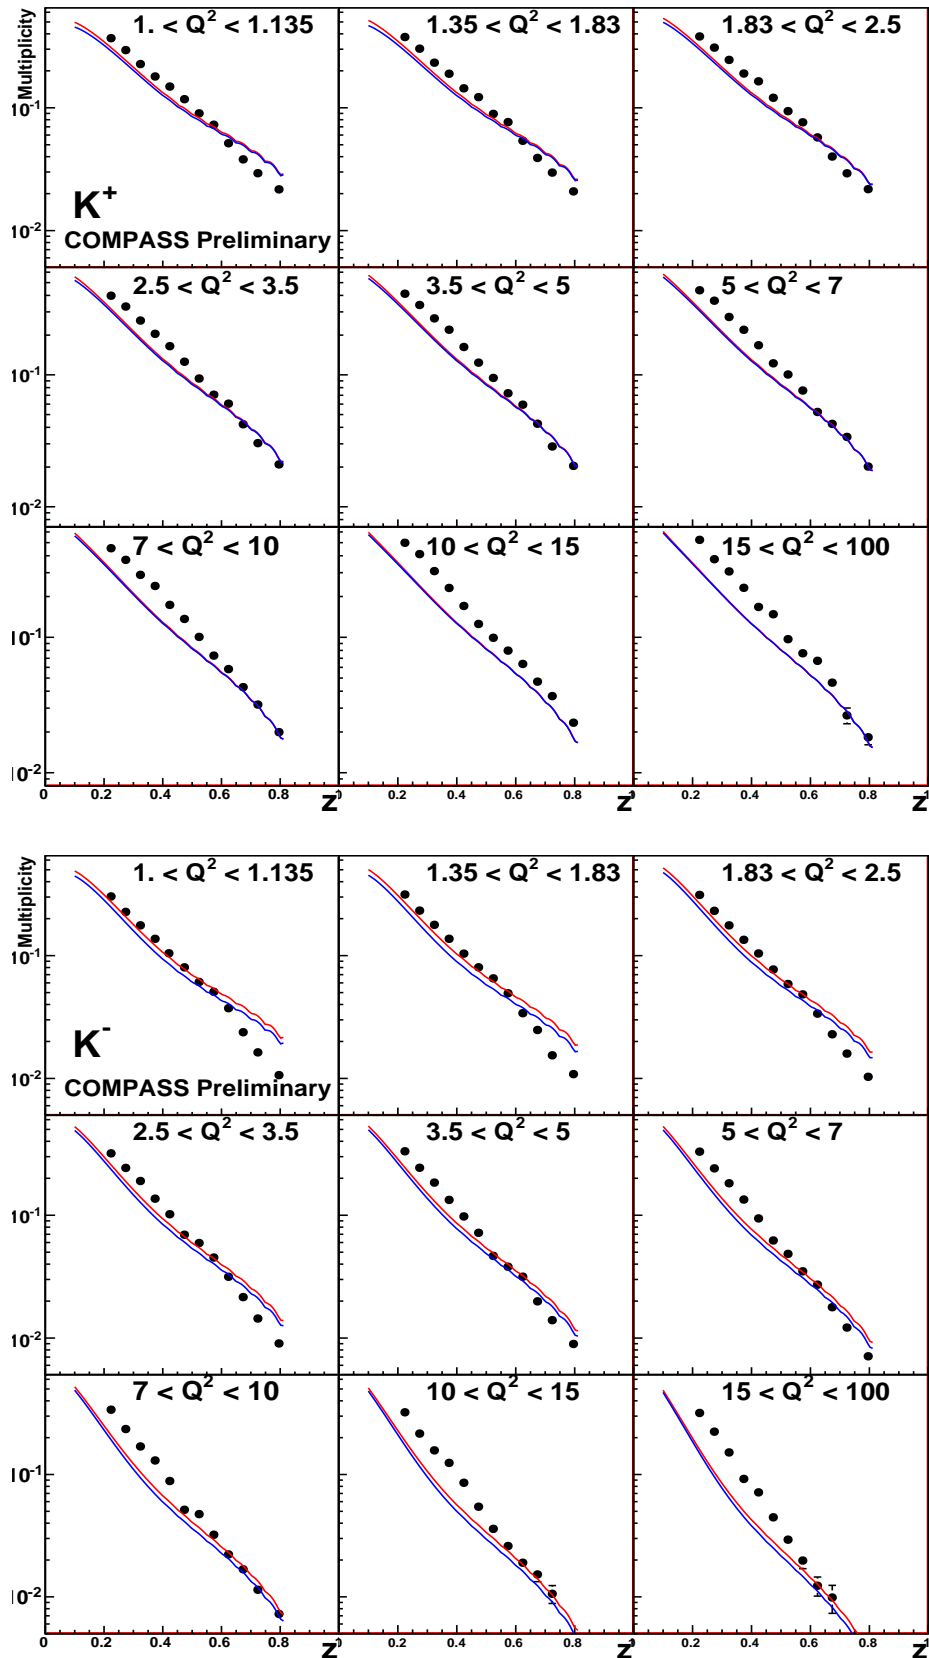 Multiplicity
1. < Q² < 1.135
1.35 < Q² < 1.83
1.83 < Q² < 2.5
10⁻¹
K⁺
10⁻²
COMPASS Preliminary
2.5 < Q² < 3.5
3.5 < Q² < 5
5 < Q² < 7
10⁻¹
10⁻²
7 < Q² < 10
10 < Q² < 15
15 < Q² < 100
10⁻¹
10⁻²
0 0.2 0.4 0.6 0.8 z 0.2 0.4 0.6 0.8 z 0.2 0.4 0.6 0.8 z
Multiplicity
1. < Q² < 1.135
1.35 < Q² < 1.83
1.83 < Q² < 2.5
10⁻¹
K⁻
10⁻²
COMPASS Preliminary
2.5 < Q² < 3.5
3.5 < Q² < 5
5 < Q² < 7
10⁻¹
10⁻²
7 < Q² < 10
10 < Q² < 15
15 < Q² < 100
10⁻¹
10⁻²
0 0.2 0.4 0.6 0.8 z 0.2 0.4 0.6 0.8 z 0.2 0.4 0.6 0.8 z